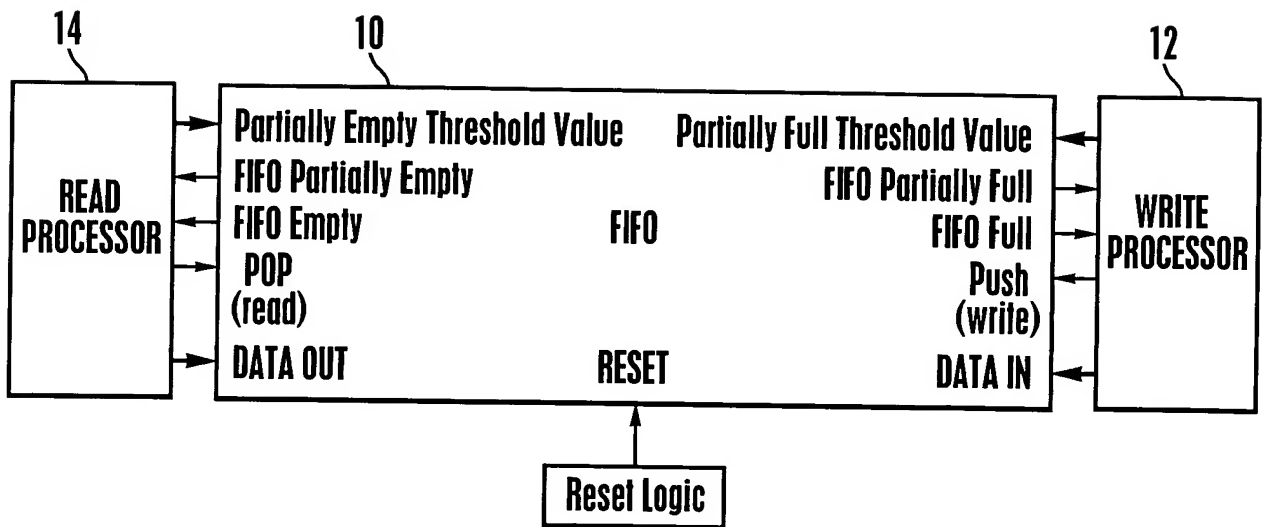 14
10
12
READ
PROCESSOR
Partially Empty Threshold Value
FIFO Partially Empty
FIFO Empty
POP
(read)
DATA OUT
FIFO
RESET
Partially Full Threshold Value
FIFO Partially Full
FIFO Full
Push
(write)
DATA IN
WRITE
PROCESSOR
Reset Logic